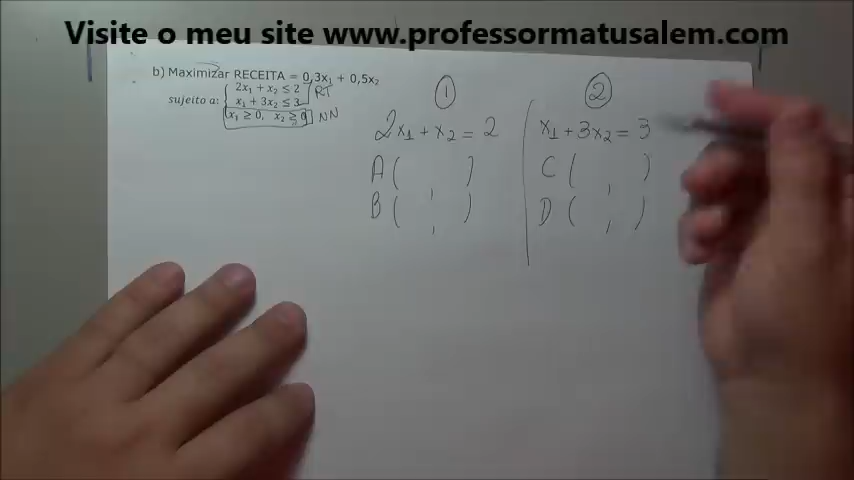 Visite o meu site www.professormatusalem.com
b) Maximizar RECEITA = 0,3x₁ + 0,5x₂
sujeito a: { 2x₁ + x₂ ≤ 2
x₁ + 3x₂ ≤ 3 RT
x₁ ≥ 0, x₂ ≥ 0 NN
1
2x₁ + x₂ = 2
A ( , )
B ( , )
2
x₁ + 3x₂ = 3
C ( , )
D ( , )